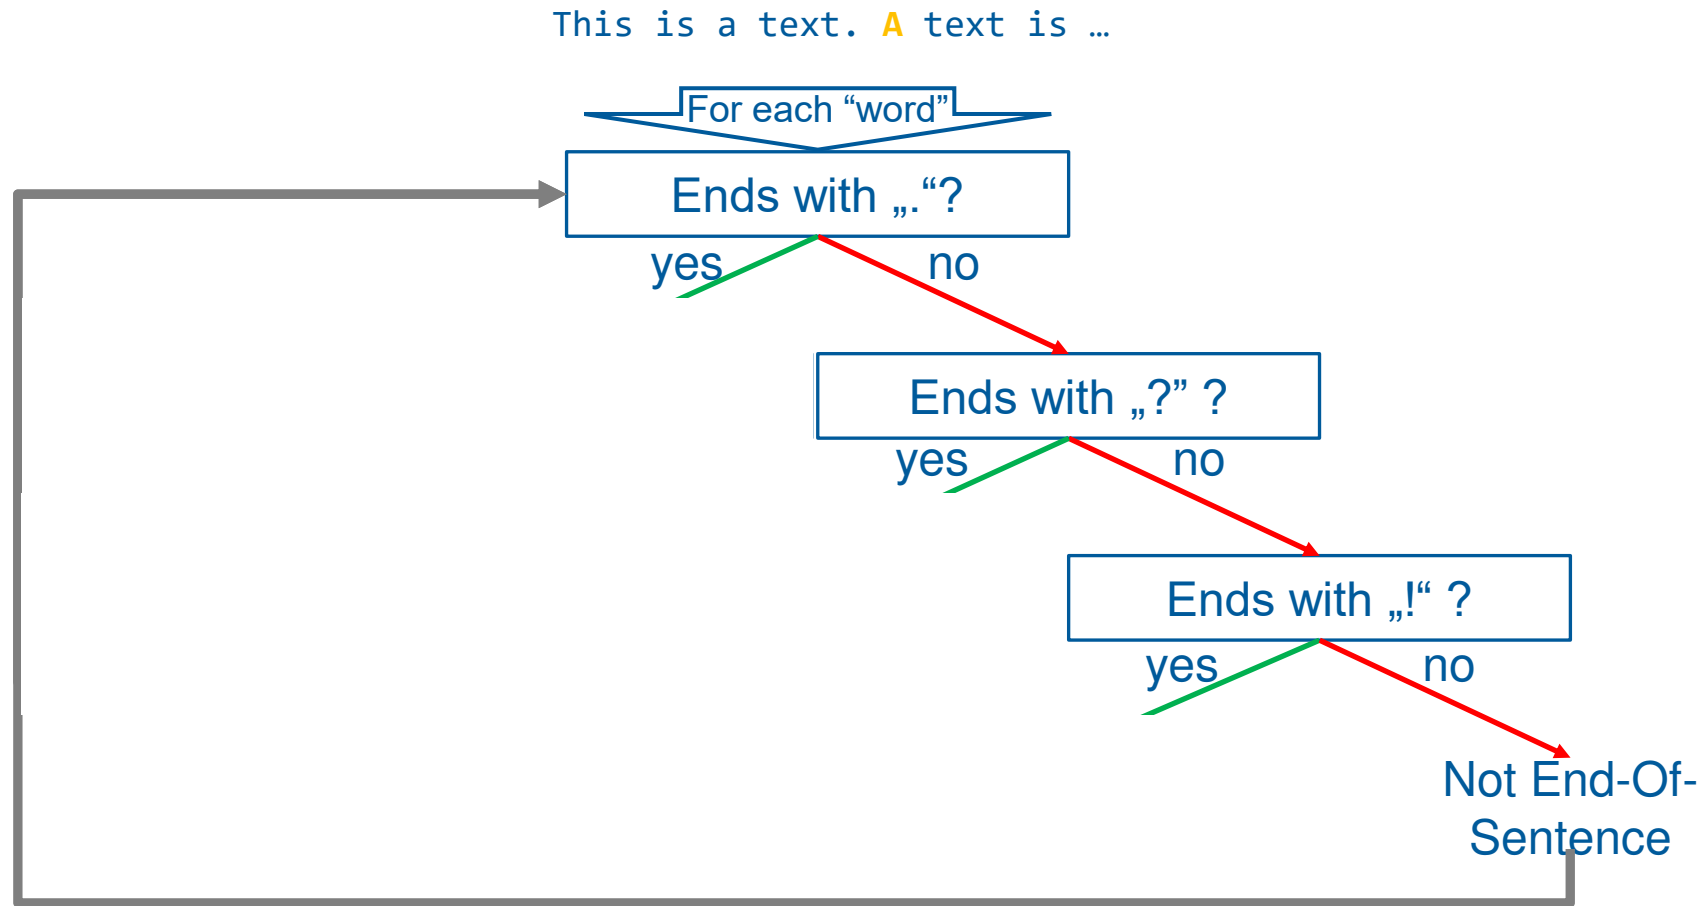 This is a text. A text is …
For each “word”
Ends with „.“?
yes no
Ends with „?” ?
yes no
Ends with „!“ ?
yes no
Not End-Of-
Sentence